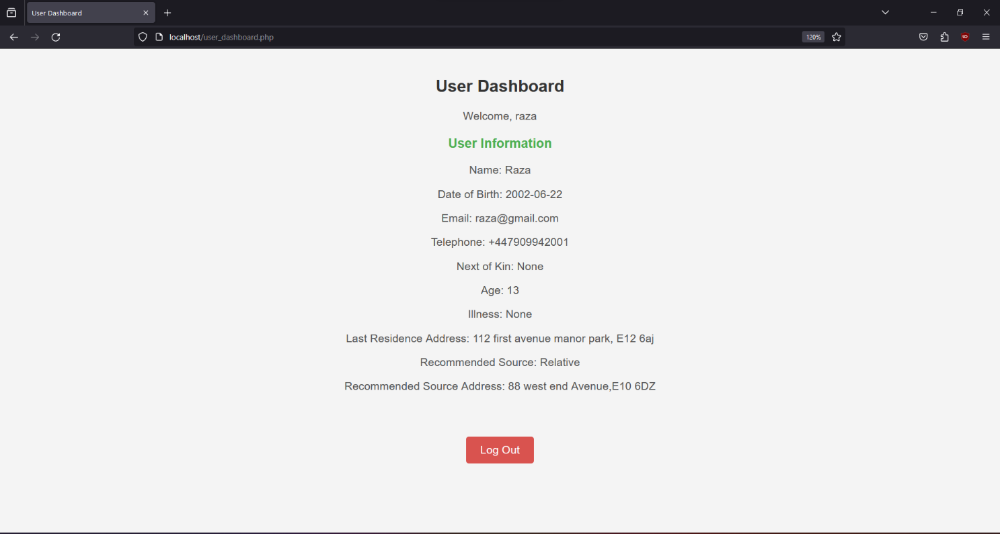 User Dashboard
localhost/user_dashboard.php
120%
User Dashboard
Welcome, raza
User Information
Name: Raza
Date of Birth: 2002-06-22
Email: raza@gmail.com
Telephone: +447909942001
Next of Kin: None
Age: 13
Illness: None
Last Residence Address: 112 first avenue manor park, E12 6aj
Recommended Source: Relative
Recommended Source Address: 88 west end Avenue,E10 6DZ
Log Out